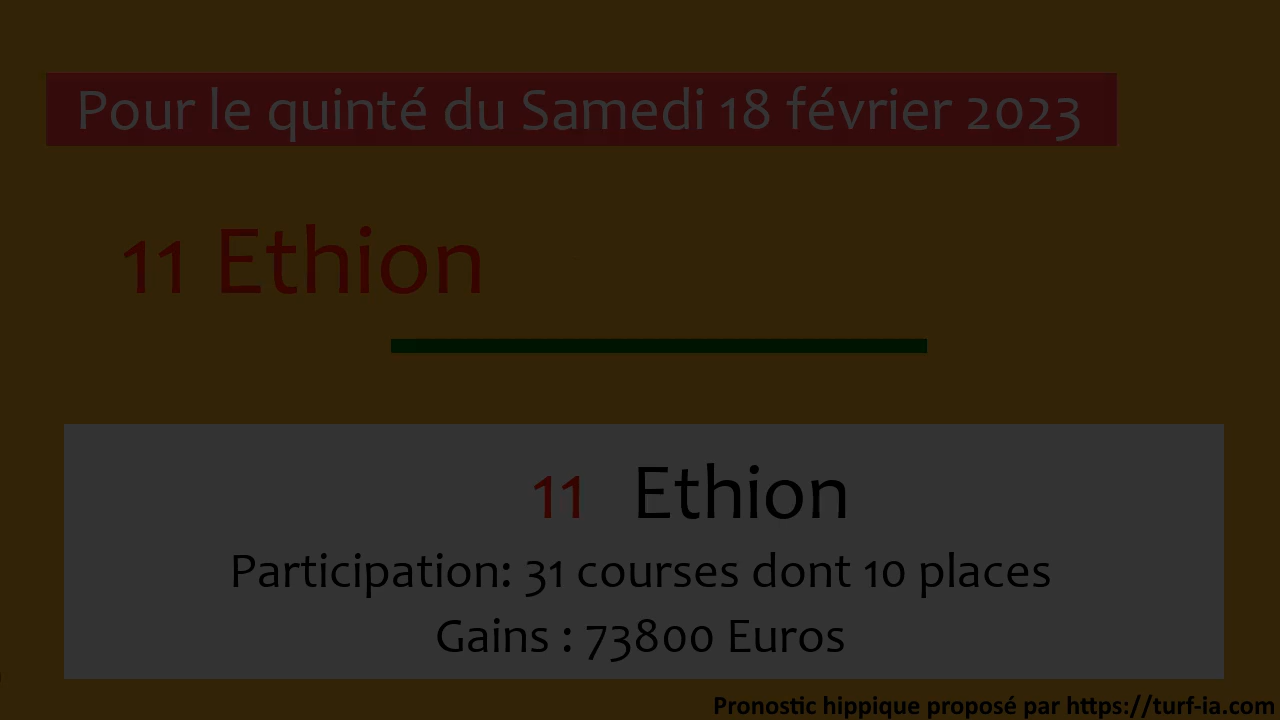 Pour le quinté du Samedi 18 février 2023
11 Ethion
11 Ethion
Participation: 31 courses dont 10 places
Gains : 73800 Euros
Pronostic hippique proposé par https://turf-ia.com